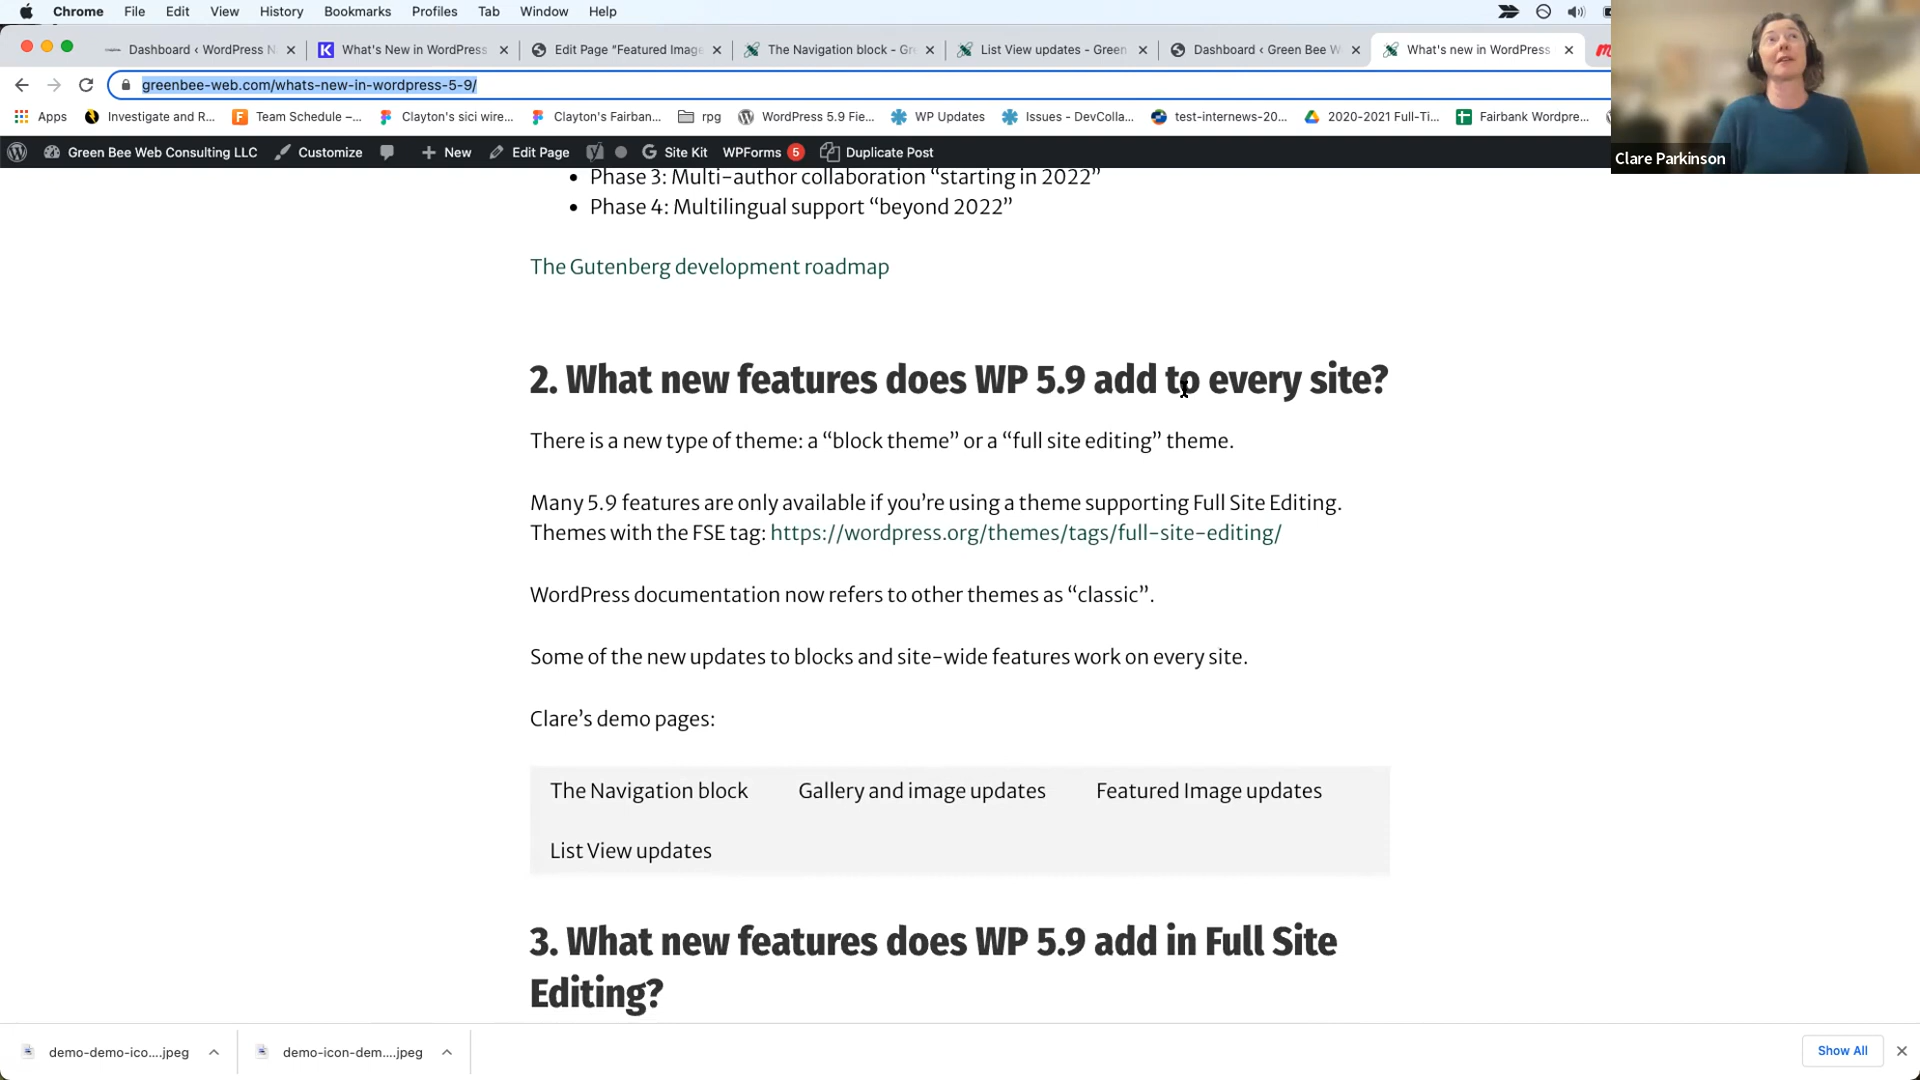 Chrome File Edit View History Bookmarks Profiles Tab Window Help
Dashboard ‹ WordPress N
What's New in WordPress
Edit Page "Featured Imag
The Navigation block - Gr
List View updates - Green
Dashboard ‹ Green Bee W
What's new in WordPress
greenbee-web.com/whats-new-in-wordpress-5-9/
Apps
Investigate and R...
Team Schedule –...
Clayton's sici wire...
Clayton's Fairban...
rpg
WordPress 5.9 Fie...
WP Updates
Issues - DevColla...
test-internews-20...
2020-2021 Full-Ti...
Fairbank Wordpre...
Green Bee Web Consulting LLC Customize New Edit Page Site Kit WPForms 5 Duplicate Post
Clare Parkinson
• Phase 3: Multi-author collaboration “starting in 2022”
• Phase 4: Multilingual support “beyond 2022”
The Gutenberg development roadmap
2. What new features does WP 5.9 add to every site?
There is a new type of theme: a “block theme” or a “full site editing” theme.
Many 5.9 features are only available if you’re using a theme supporting Full Site Editing.
Themes with the FSE tag: https://wordpress.org/themes/tags/full-site-editing/
WordPress documentation now refers to other themes as “classic”.
Some of the new updates to blocks and site-wide features work on every site.
Clare’s demo pages:
The Navigation block Gallery and image updates Featured Image updates
List View updates
3. What new features does WP 5.9 add in Full Site
Editing?
demo-demo-ico....jpeg
demo-icon-dem....jpeg
Show All